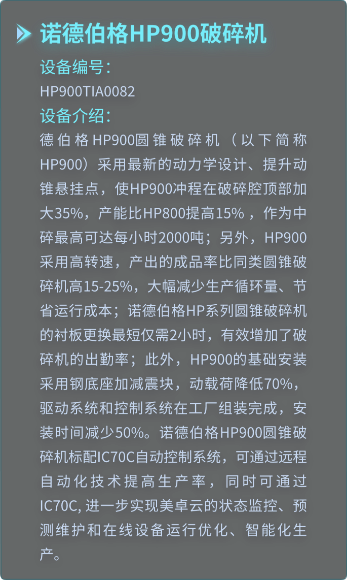 诺德伯格HP900破碎机
设备编号：
HP900TIA0082
设备介绍：
德伯格HP900圆锥破碎机（以下简称
HP900）采用最新的动力学设计、提升动
锥悬挂点，使HP900冲程在破碎腔顶部加
大35%，产能比HP800提高15% ，作为中
碎最高可达每小时2000吨；另外，HP900
采用高转速，产出的成品率比同类圆锥破
碎机高15-25%，大幅减少生产循环量、节
省运行成本；诺德伯格HP系列圆锥破碎机
的衬板更换最短仅需2小时，有效增加了破
碎机的出勤率；此外，HP900的基础安装
采用钢底座加减震块，动载荷降低70%，
驱动系统和控制系统在工厂组装完成，安
装时间减少50%。诺德伯格HP900圆锥破
碎机标配IC70C自动控制系统，可通过远程
自动化技术提高生产率，同时可通过
IC70C, 进一步实现美卓云的状态监控、预
测维护和在线设备运行优化、智能化生
产。